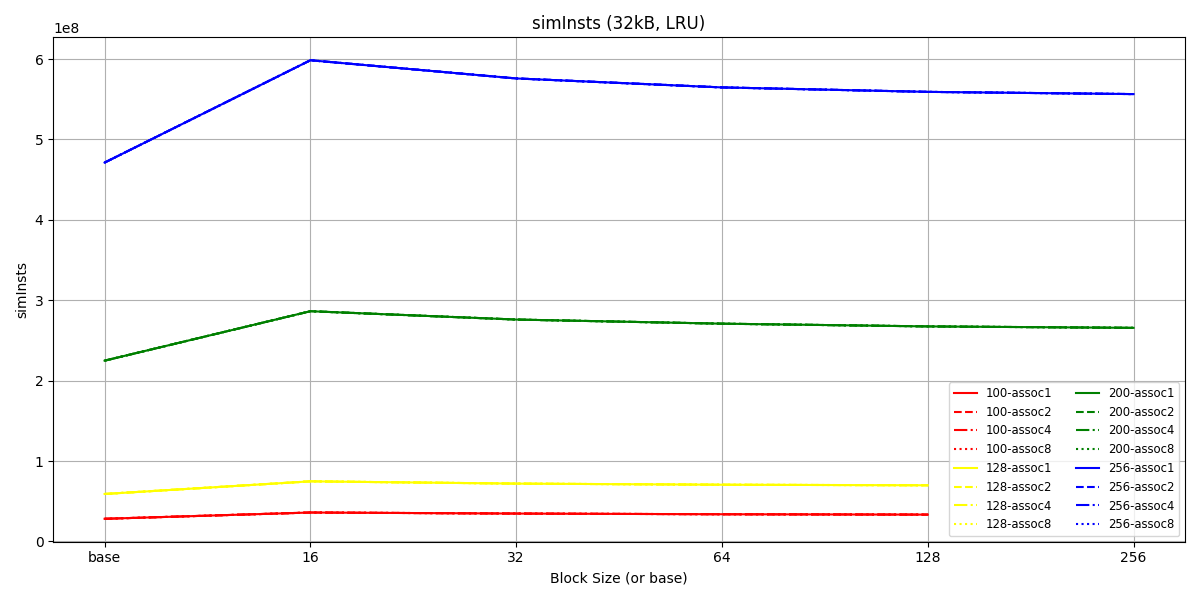 simInsts (32kB, LRU)
1e8
6
5
4
3
2
1
0
simInsts
base
16
32
64
128
256
Block Size (or base)
100-assoc1
100-assoc2
100-assoc4
100-assoc8
128-assoc1
128-assoc2
128-assoc4
128-assoc8
200-assoc1
200-assoc2
200-assoc4
200-assoc8
256-assoc1
256-assoc2
256-assoc4
256-assoc8